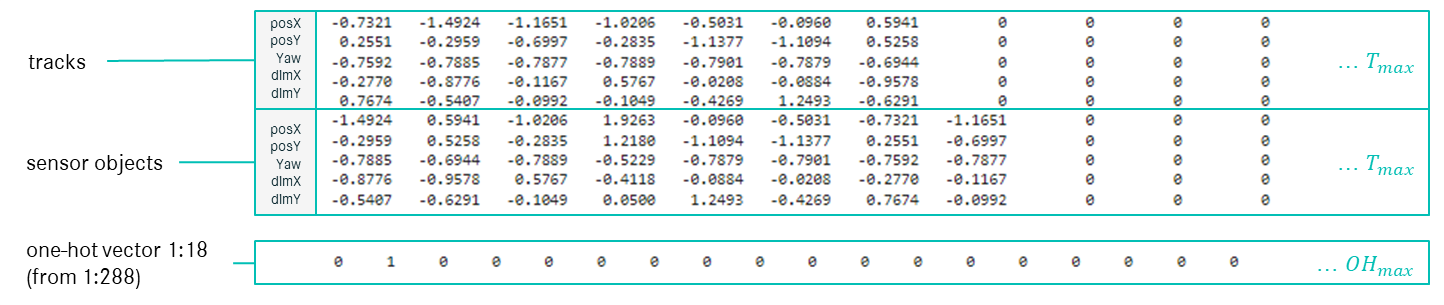 posX -0.7321 -1.4924 -1.1651 -1.0206 -0.5031 -0.0960 0.5941 0 0 0 0
posY 0.2551 -0.2959 -0.6997 -0.2835 -1.1377 -1.1094 0.5258 0 0 0 0
tracks Yaw -0.7592 -0.7885 -0.7877 -0.7889 -0.7901 -0.7879 -0.6944 0 0 0 0 ... Tmax
dImX -0.2770 -0.8776 -0.1167 0.5767 -0.0208 -0.0884 -0.9578 0 0 0 0
dImY 0.7674 -0.5407 -0.0992 -0.1049 -0.4269 1.2493 -0.6291 0 0 0 0
posX -1.4924 0.5941 -1.0206 1.9263 -0.0960 -0.5031 -0.7321 -1.1651 0 0 0
posY -0.2959 0.5258 -0.2835 1.2180 -1.1094 -1.1377 0.2551 -0.6997 0 0 0
sensor objects Yaw -0.7885 -0.6944 -0.7889 -0.5229 -0.7879 -0.7901 -0.7592 -0.7877 0 0 0 ... Tmax
dImX -0.8776 -0.9578 0.5767 -0.4118 -0.0884 -0.0208 -0.2770 -0.1167 0 0 0
dImY -0.5407 -0.6291 -0.1049 0.0500 1.2493 -0.4269 0.7674 -0.0992 0 0 0
one-hot vector 1:18
(from 1:288)
0 1 0 0 0 0 0 0 0 0 0 0 0 0 0 0 0 0 ... OHmax